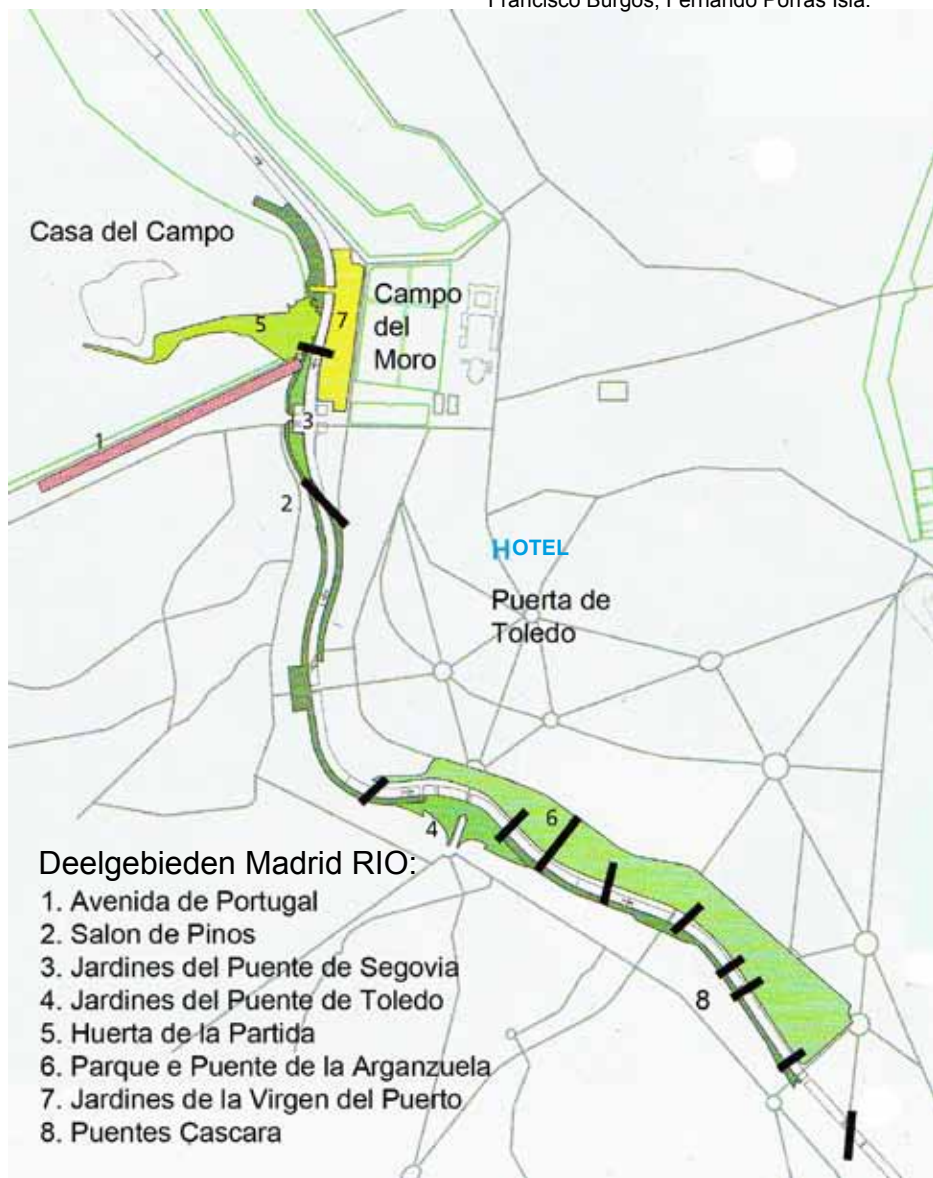 Francisco Burgos, Fernando Porras Isla.
Casa del Campo
Campo
del
Moro
5
7
1
3
2
HOTEL
Puerta de
Toledo
6
4
8
Deelgebieden Madrid RIO:
1. Avenida de Portugal
2. Salon de Pinos
3. Jardines del Puente de Segovia
4. Jardines del Puente de Toledo
5. Huerta de la Partida
6. Parque e Puente de la Arganzuela
7. Jardines de la Virgen del Puerto
8. Puentes Cascara